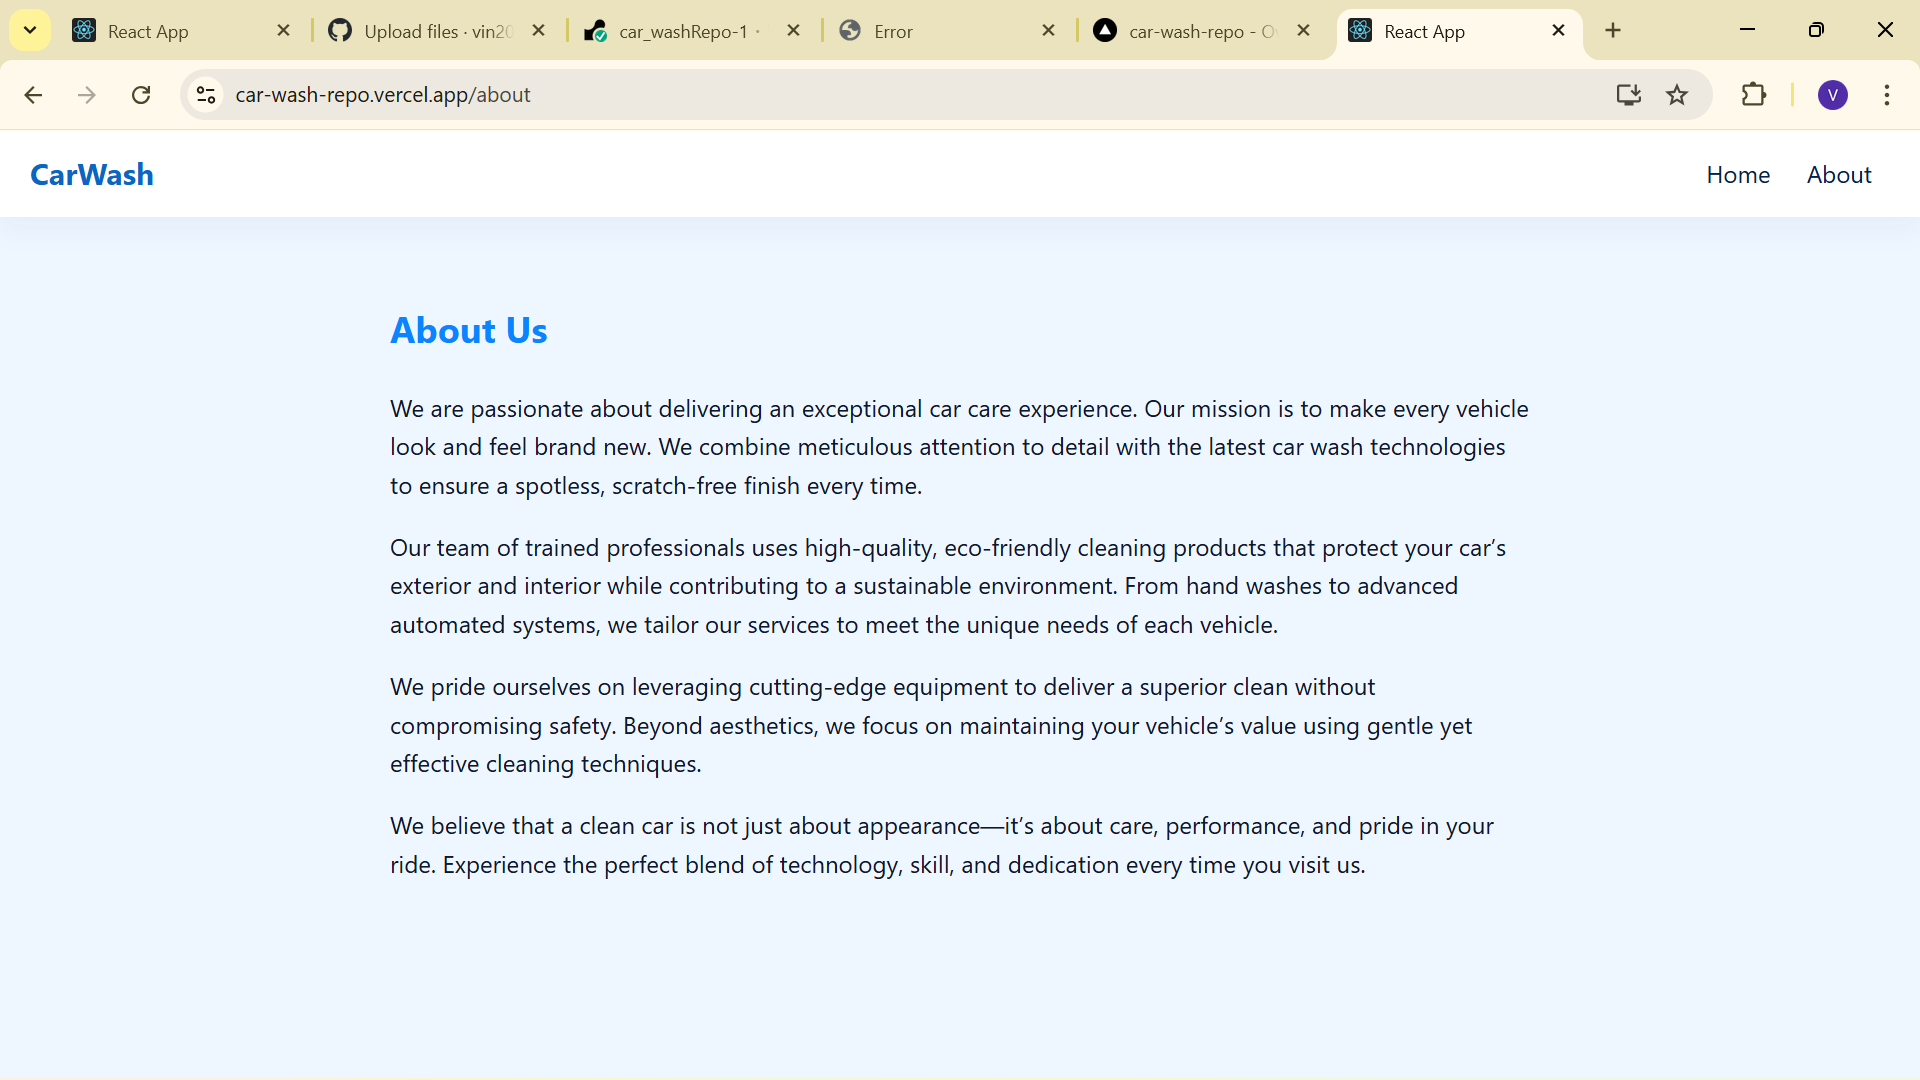 React App
Upload files · vin20
car_washRepo-1 ·
Error
car-wash-repo - O
React App
car-wash-repo.vercel.app/about
V
CarWash
Home
About
About Us
We are passionate about delivering an exceptional car care experience. Our mission is to make every vehicle
look and feel brand new. We combine meticulous attention to detail with the latest car wash technologies
to ensure a spotless, scratch-free finish every time.
Our team of trained professionals uses high-quality, eco-friendly cleaning products that protect your car’s
exterior and interior while contributing to a sustainable environment. From hand washes to advanced
automated systems, we tailor our services to meet the unique needs of each vehicle.
We pride ourselves on leveraging cutting-edge equipment to deliver a superior clean without
compromising safety. Beyond aesthetics, we focus on maintaining your vehicle’s value using gentle yet
effective cleaning techniques.
We believe that a clean car is not just about appearance—it’s about care, performance, and pride in your
ride. Experience the perfect blend of technology, skill, and dedication every time you visit us.